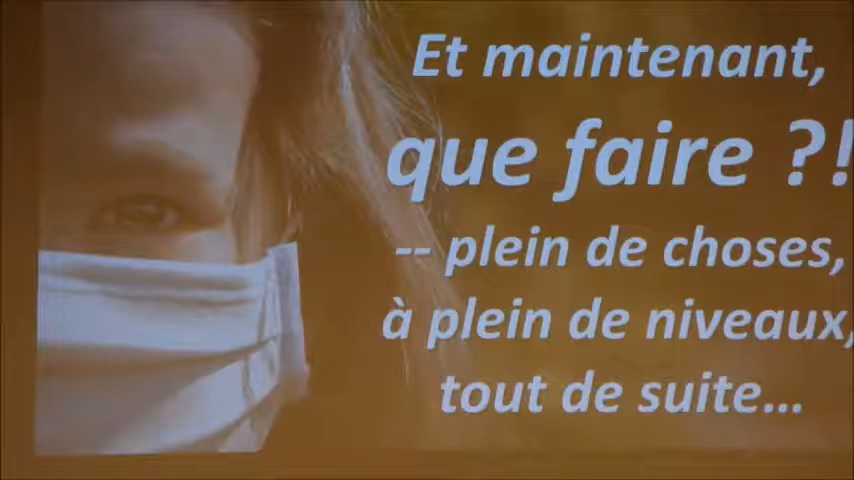 Et maintenant,
que faire ?!
-- plein de choses,
à plein de niveaux,
tout de suite...